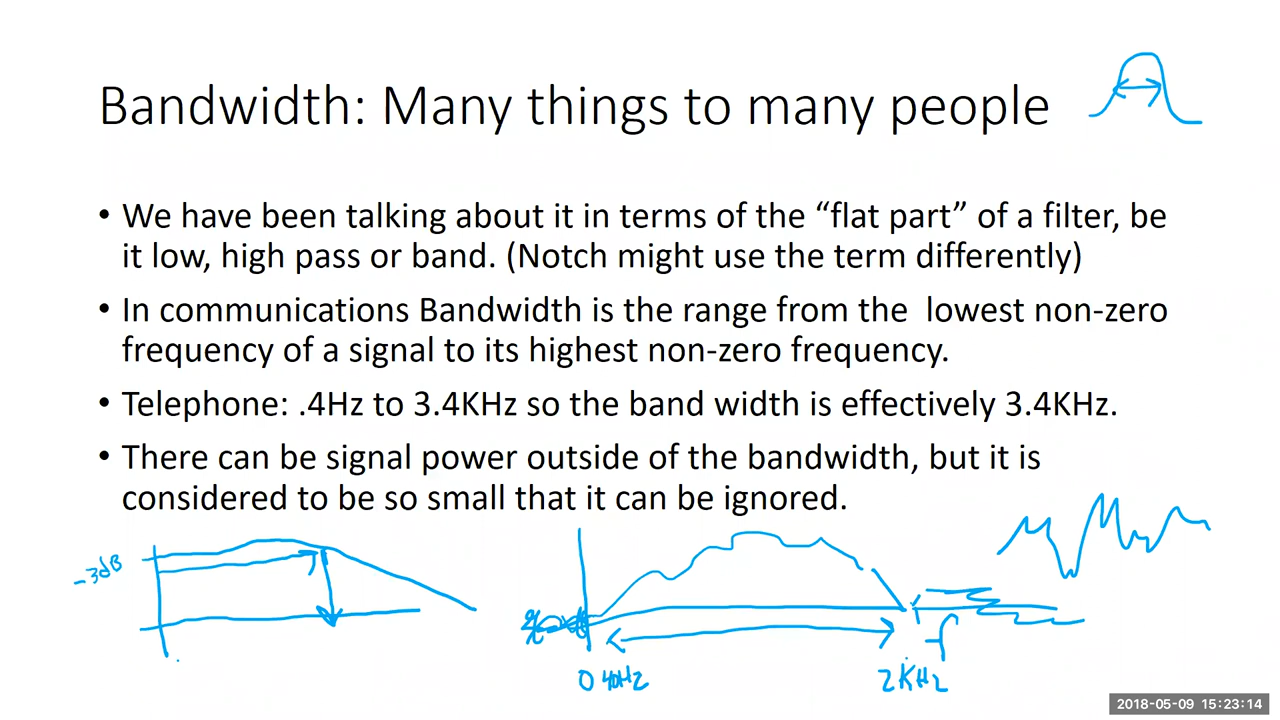 Bandwidth: Many things to many people
• We have been talking about it in terms of the “flat part” of a filter, be
it low, high pass or band. (Notch might use the term differently)
• In communications Bandwidth is the range from the  lowest non-zero
frequency of a signal to its highest non-zero frequency.
• Telephone: .4Hz to 3.4KHz so the band width is effectively 3.4KHz.
• There can be signal power outside of the bandwidth, but it is
considered to be so small that it can be ignored.
-3dB
f
0 40Hz
2KHz
2018-05-09 15:23:14